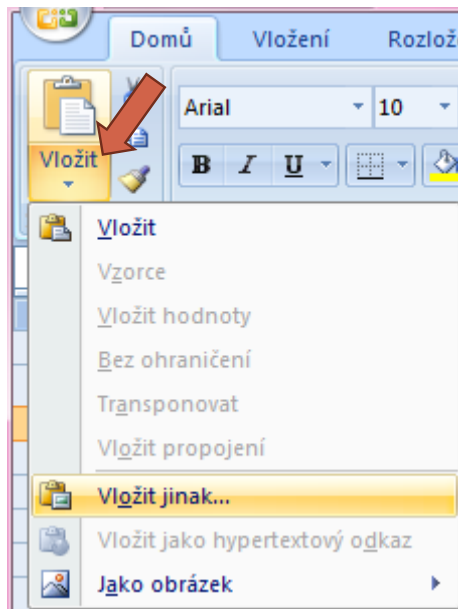 Domů Vložení Rozlož
Arial 10
Vložit
B I U
Vložit
Vzorce
Vložit hodnoty
Bez ohraničení
Transponovat
Vložit propojení
Vložit jinak...
Vložit jako hypertextový odkaz
Jako obrázek